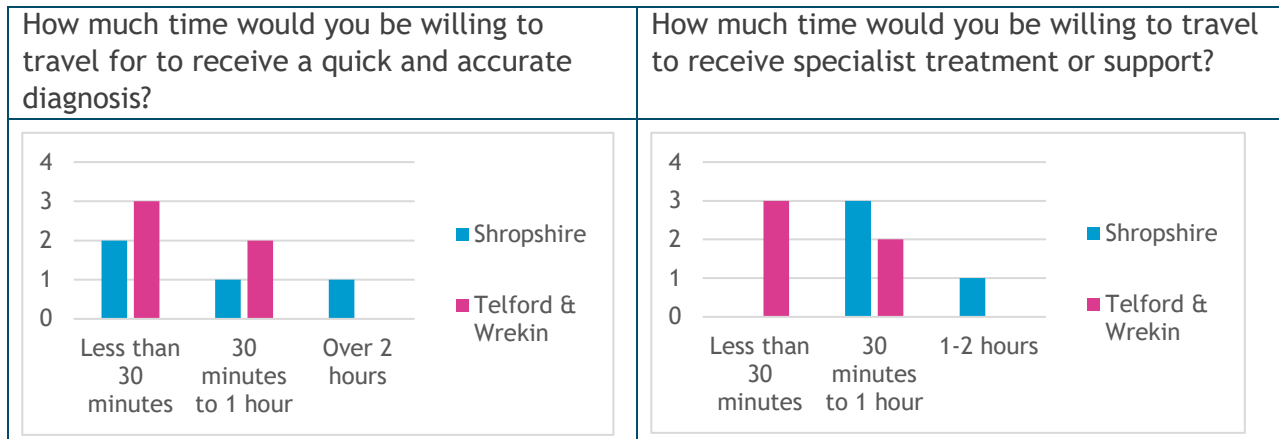 How much time would you be willing to
travel for to receive a quick and accurate
diagnosis?
How much time would you be willing to travel
to receive specialist treatment or support?
4
3
2
1
0
Less than
30
minutes
30
minutes
to 1 hour
Over 2
hours
Shropshire
Telford &
Wrekin
4
3
2
1
0
Less than
30
minutes
30
minutes
to 1 hour
1-2 hours
Shropshire
Telford &
Wrekin